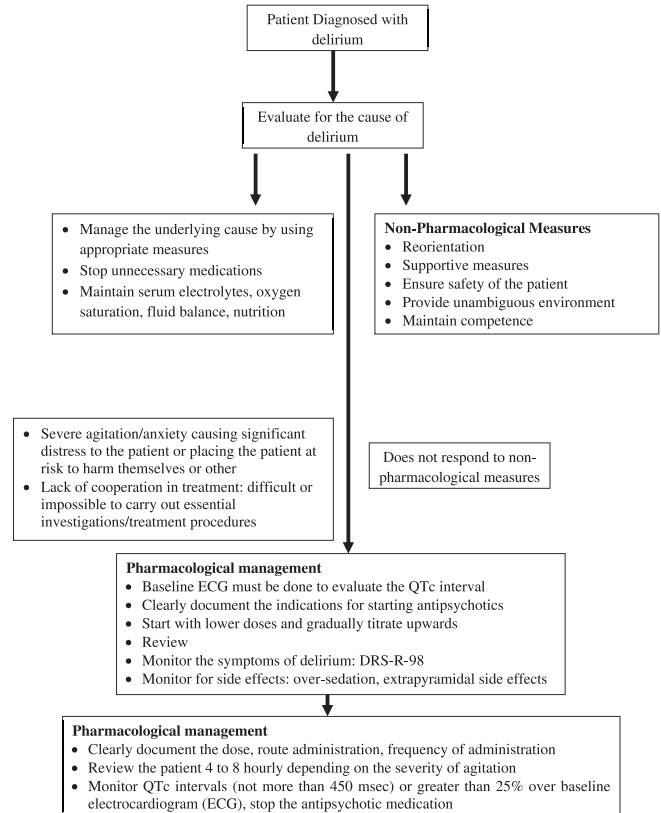 Patient Diagnosed with
delirium
Evaluate for the cause of
delirium
• Manage the underlying cause by using
appropriate measures
• Stop unnecessary medications
• Maintain serum electrolytes, oxygen
saturation, fluid balance, nutrition
Non-Pharmacological Measures
• Reorientation
• Supportive measures
• Ensure safety of the patient
• Provide unambiguous environment
• Maintain competence
• Severe agitation/anxiety causing significant
distress to the patient or placing the patient at
risk to harm themselves or other
• Lack of cooperation in treatment: difficult or
impossible to carry out essential
investigations/treatment procedures
Does not respond to non-
pharmacological measures
Pharmacological management
• Baseline ECG must be done to evaluate the QTc interval
• Clearly document the indications for starting antipsychotics
• Start with lower doses and gradually titrate upwards
• Review
• Monitor the symptoms of delirium: DRS-R-98
• Monitor for side effects: over-sedation, extrapyramidal side effects
Pharmacological management
• Clearly document the dose, route administration, frequency of administration
• Review the patient 4 to 8 hourly depending on the severity of agitation
• Monitor QTc intervals (not more than 450 msec) or greater than 25% over baseline
electrocardiogram (ECG), stop the antipsychotic medication